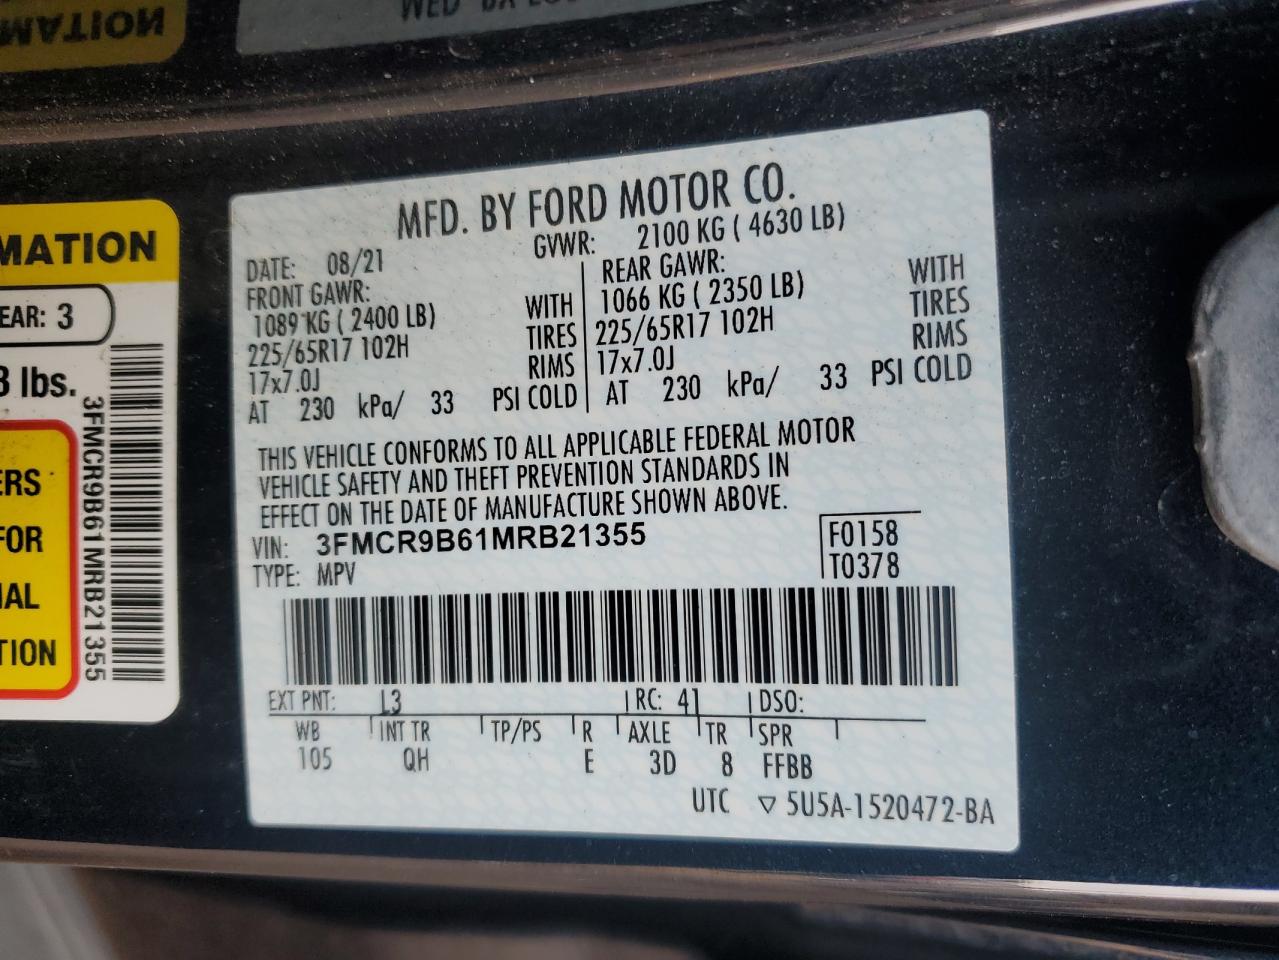 MATION
EAR: 3
3 lbs.
ERS
FOR
IAL
TION
3FMCR9B61MRB21355
MFD. BY FORD MOTOR CO.
DATE: 08/21 GVWR: 2100 KG ( 4630 LB)
FRONT GAWR:
1089 KG ( 2400 LB) WITH
225/65R17 102H TIRES
17x7.0J RIMS
AT 230 kPa/ 33 PSI COLD
REAR GAWR:
1066 KG ( 2350 LB) WITH
225/65R17 102H TIRES
17x7.0J RIMS
AT 230 kPa/ 33 PSI COLD
THIS VEHICLE CONFORMS TO ALL APPLICABLE FEDERAL MOTOR
VEHICLE SAFETY AND THEFT PREVENTION STANDARDS IN
EFFECT ON THE DATE OF MANUFACTURE SHOWN ABOVE.
VIN: 3FMCR9B61MRB21355
TYPE: MPV
F0158
T0378
EXT PNT: L3 RC: 41 DSO:
WB INT TR TP/PS R AXLE TR SPR
105 QH E 3D 8 FFBB
UTC ▽ 5U5A-1520472-BA